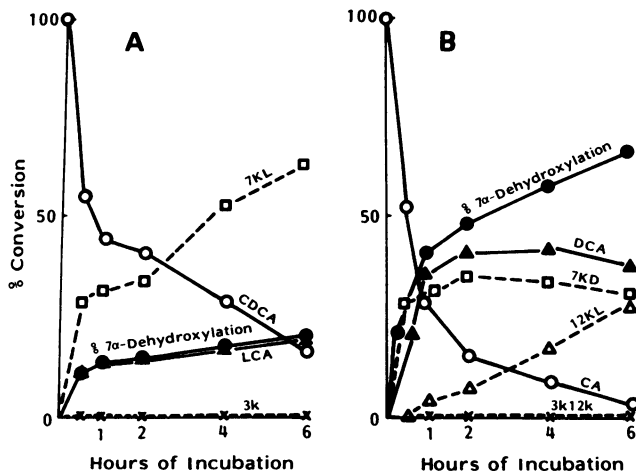 100
A
7KL
50
% Conversion
CDCA
% 7α-Dehydroxylation
LCA
3k
0
1 2 4 6
Hours of Incubation
100
B
% 7α-Dehydroxylation
50
DCA
7KD
12KL
CA
3k12k
0
1 2 4 6
Hours of Incubation